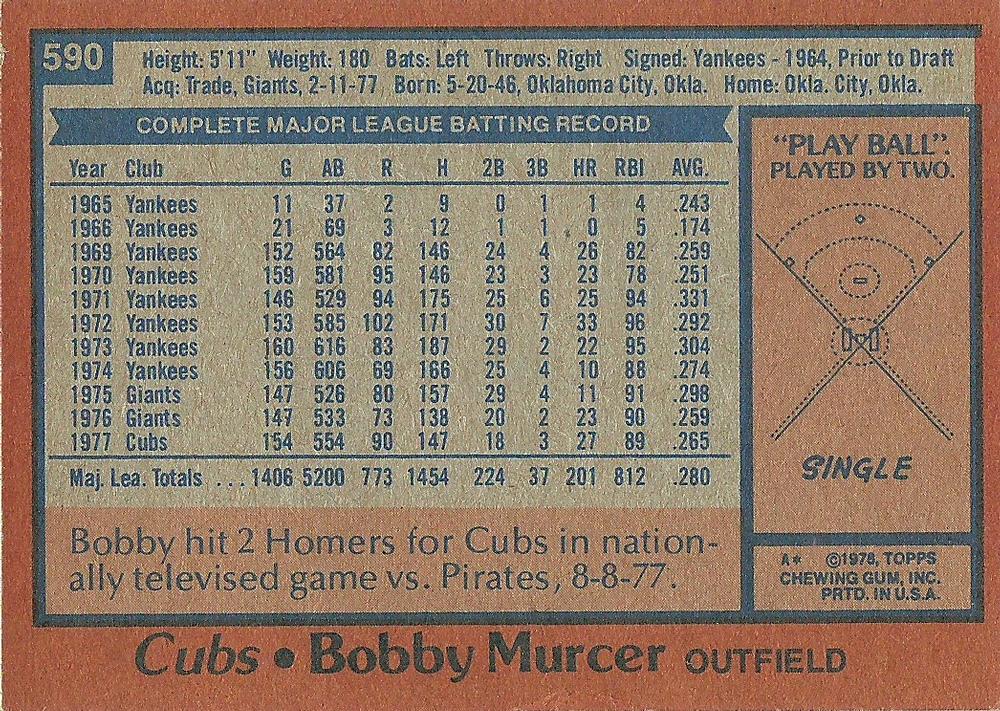 590
Height: 5'11" Weight: 180 Bats: Left Throws: Right Signed: Yankees - 1964, Prior to Draft
Acq: Trade, Giants, 2-11-77 Born: 5-20-46, Oklahoma City, Okla. Home: Okla. City, Okla.
COMPLETE MAJOR LEAGUE BATTING RECORD
Year Club G AB R H 2B 3B HR RBI AVG.
1965 Yankees 11 37 2 9 0 1 1 4 .243
1966 Yankees 21 69 3 12 1 1 0 5 .174
1969 Yankees 152 564 82 146 24 4 26 82 .259
1970 Yankees 159 581 95 146 23 3 23 78 .251
1971 Yankees 146 529 94 175 25 6 25 94 .331
1972 Yankees 153 585 102 171 30 7 33 96 .292
1973 Yankees 160 616 83 187 29 2 22 95 .304
1974 Yankees 156 606 69 166 25 4 10 88 .274
1975 Giants 147 526 80 157 29 4 11 91 .298
1976 Giants 147 533 73 138 20 2 23 90 .259
1977 Cubs 154 554 90 147 18 3 27 89 .265
Maj. Lea. Totals ... 1406 5200 773 1454 224 37 201 812 .280
Bobby hit 2 Homers for Cubs in nation-
ally televised game vs. Pirates, 8-8-77.
"PLAY BALL".
PLAYED BY TWO.
SINGLE
A* ©1978, TOPPS
CHEWING GUM, INC.
PRTD. IN U.S.A.
Cubs • Bobby Murcer OUTFIELD